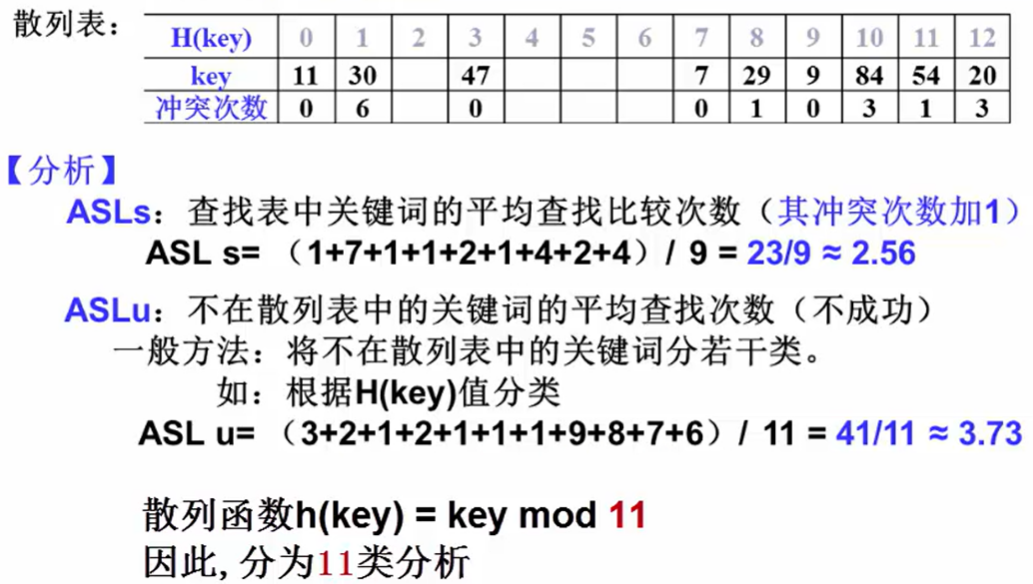 散列表：
H(key) 0 1 2 3 4 5 6 7 8 9 10 11 12
key 11 30 47 7 29 9 84 54 20
冲突次数 0 6 0 0 1 0 3 1 3
【分析】
ASLs：查找表中关键词的平均查找比较次数（其冲突次数加1）
ASL s= （1+7+1+1+2+1+4+2+4）/ 9 = 23/9 ≈ 2.56
ASLu：不在散列表中的关键词的平均查找次数（不成功）
一般方法：将不在散列表中的关键词分若干类。
如：根据H(key)值分类
ASL u= （3+2+1+2+1+1+1+9+8+7+6）/ 11 = 41/11 ≈ 3.73
散列函数h(key) = key mod 11
因此, 分为11类分析